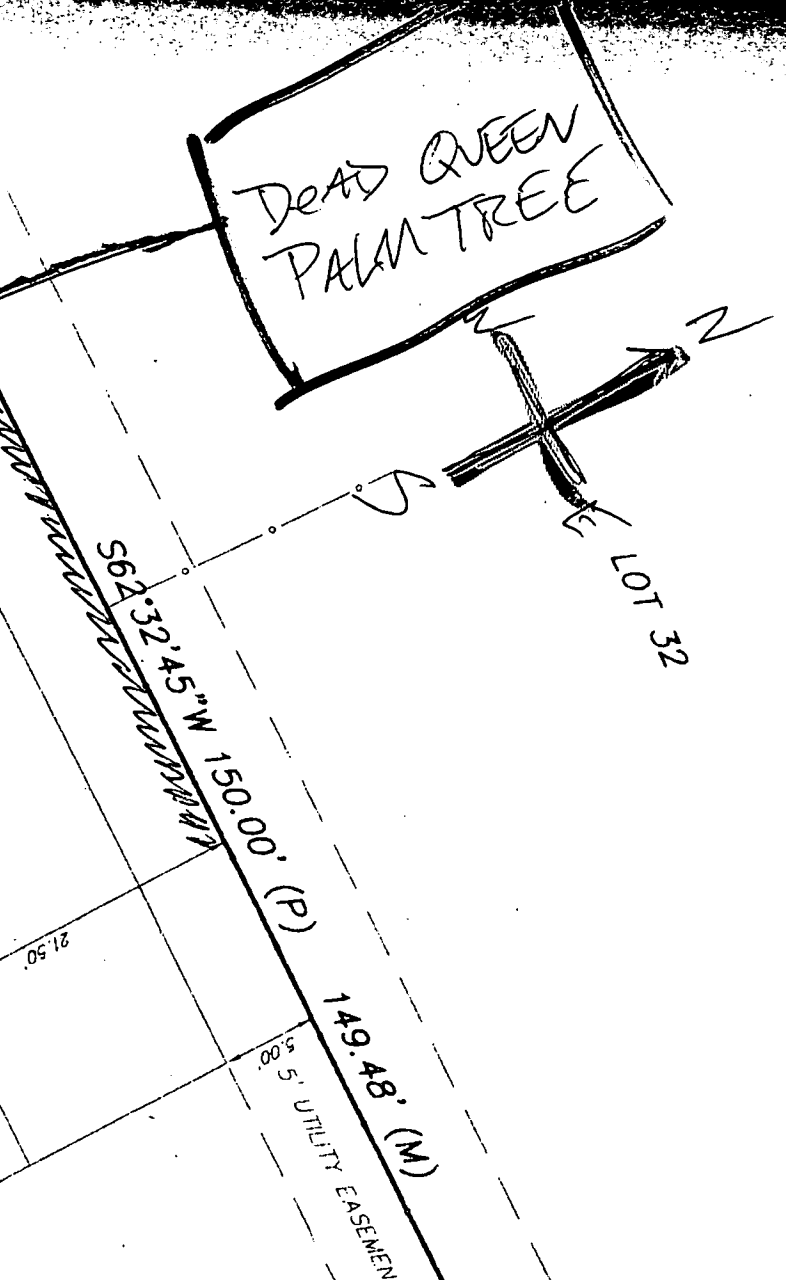 DEAD QUEEN
PALM TREE
N
S
E
LOT 32
S62°32'45"W 150.00' (P)
149.48' (M)
21.50'
5.00'
5' UTILITY EASEMEN